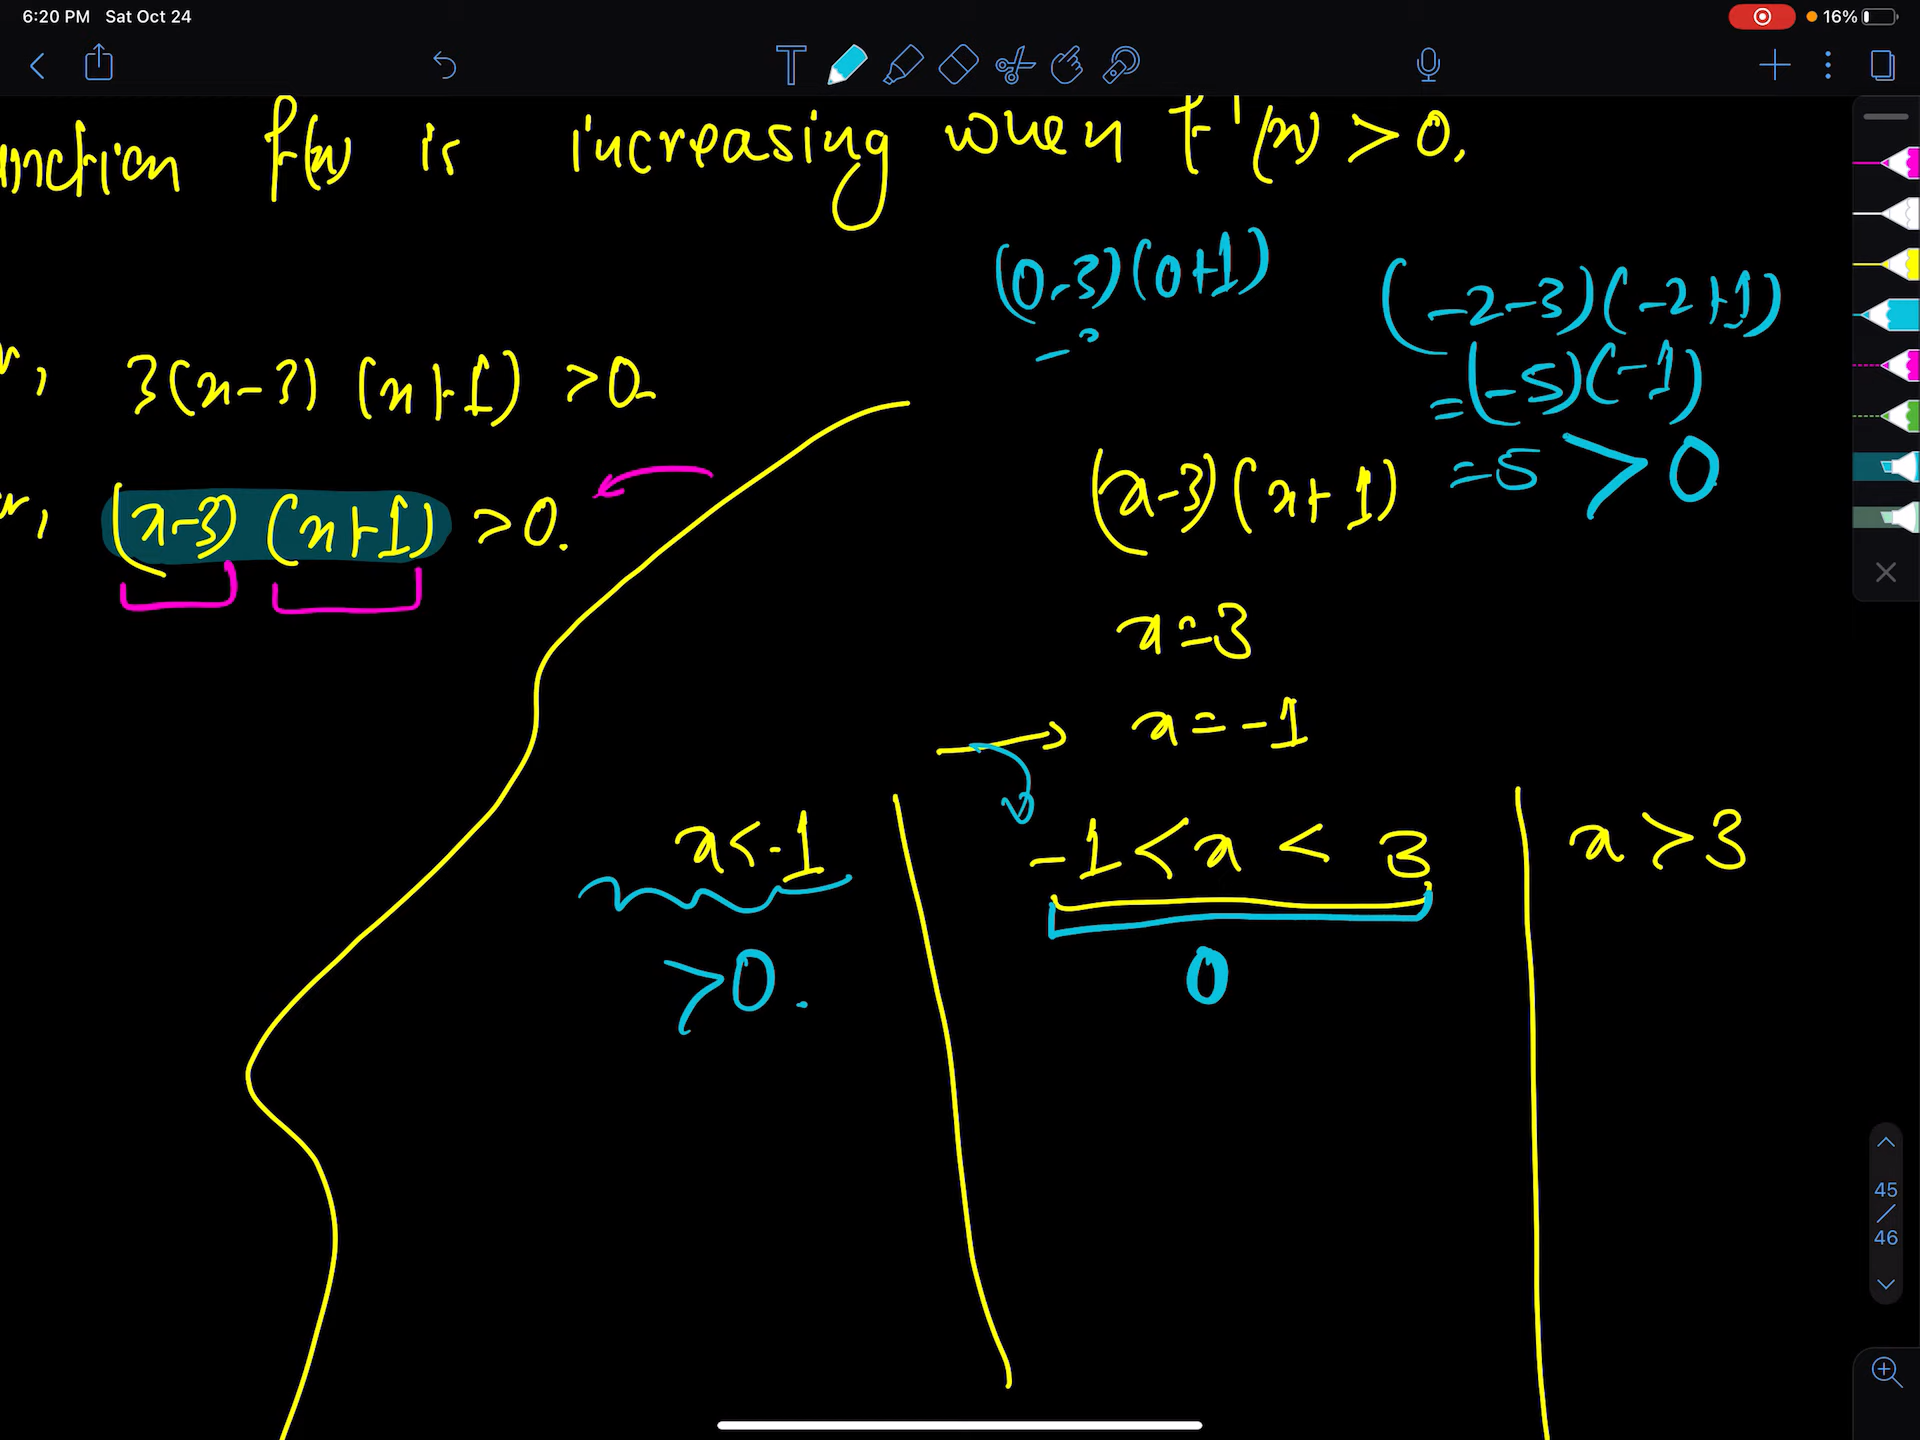 6:20 PM Sat Oct 24
16%
function f(x) is increasing when f'(x) > 0.
(0-3)(0+1)
-3
(-2-3)(-2+1)
= (-5)(-1)
= 5 > 0
3(x-3) (x+1) > 0.
(x-3) (x+1) > 0.
(x-3)(x+1)
x = 3
x = -1
x < -1
-1 < x < 3
x > 3
> 0.
0
45
/
46